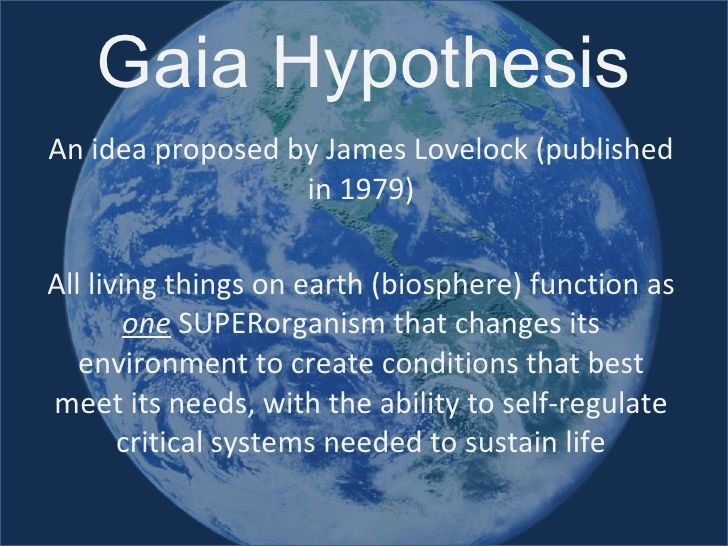 Gaia Hypothesis
An idea proposed by James Lovelock (published
in 1979)
All living things on earth (biosphere) function as
one SUPERorganism that changes its
environment to create conditions that best
meet its needs, with the ability to self-regulate
critical systems needed to sustain life